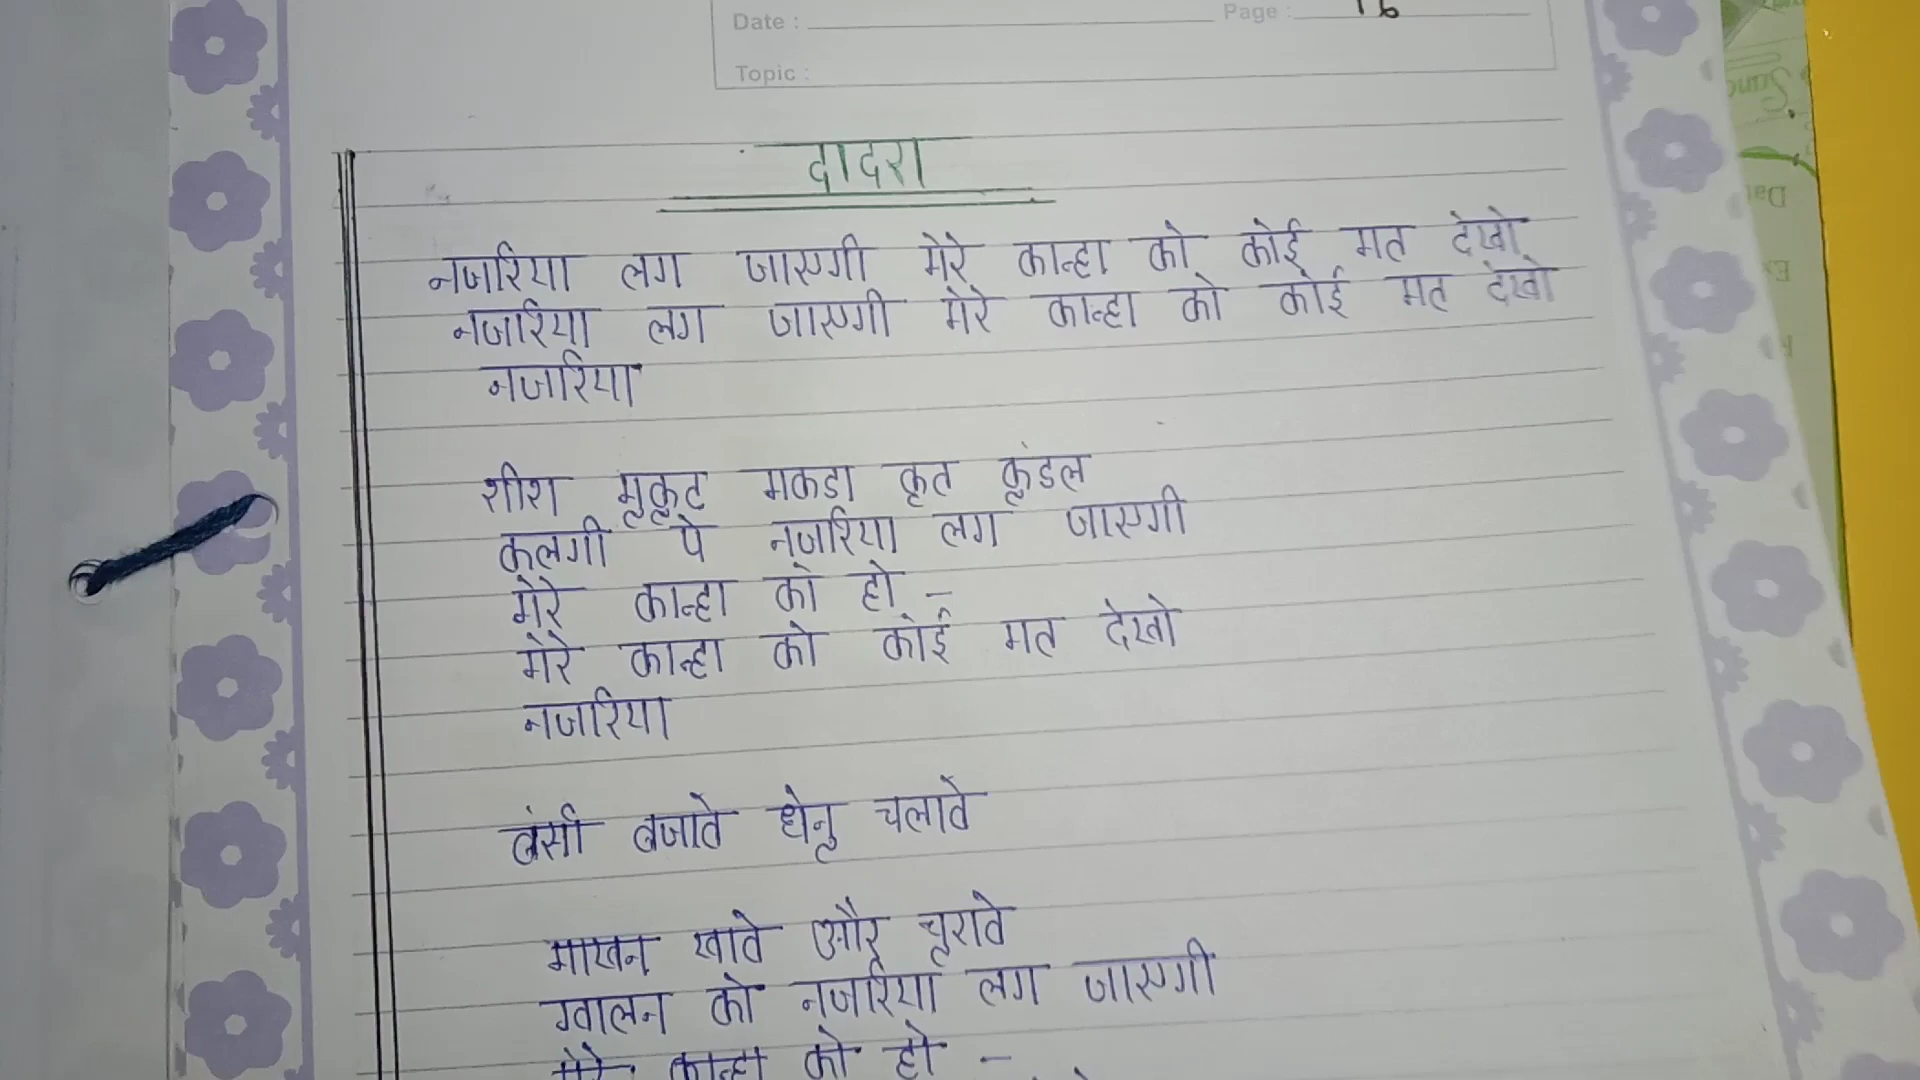 Date :
Page : 16
Topic :
दादरा
नजरिया लग जाएगी मेरे कान्हा को कोई मत देखो
नजरिया लग जाएगी मेरे कान्हा को कोई मत देखो
नजरिया
शीश मुकुट मकडा कृत कुंडल
कलगी पे नजरिया लग जाएगी
मेरे कान्हा को हो –
मेरे कान्हा को कोई मत देखो
नजरिया
बंसी बजावे धेनु चलावे
माखन खावे और चुरावे
ग्वालन को नजरिया लग जाएगी
मेरे कान्हा को हो –